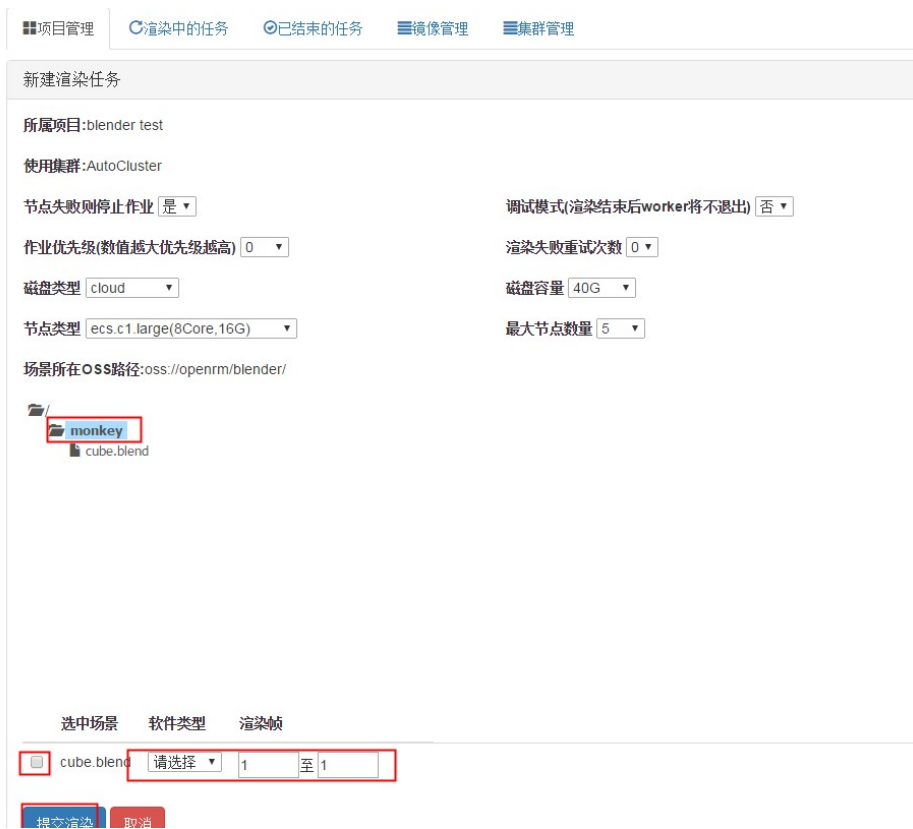 项目管理 渲染中的任务 已结束的任务 镜像管理 集群管理
新建渲染任务
所属项目:blender test
使用集群:AutoCluster
节点失败则停止作业 是 调试模式(渲染结束后worker将不退出) 否
作业优先级(数值越大优先级越高) 0 渲染失败重试次数 0
磁盘类型 cloud 磁盘容量 40G
节点类型 ecs.c1.large(8Core,16G) 最大节点数量 5
场景所在OSS路径:oss://openrm/blender/
/
monkey
cube.blend
选中场景 软件类型 渲染帧
cube.blend 请选择 1 至 1
提交渲染 取消